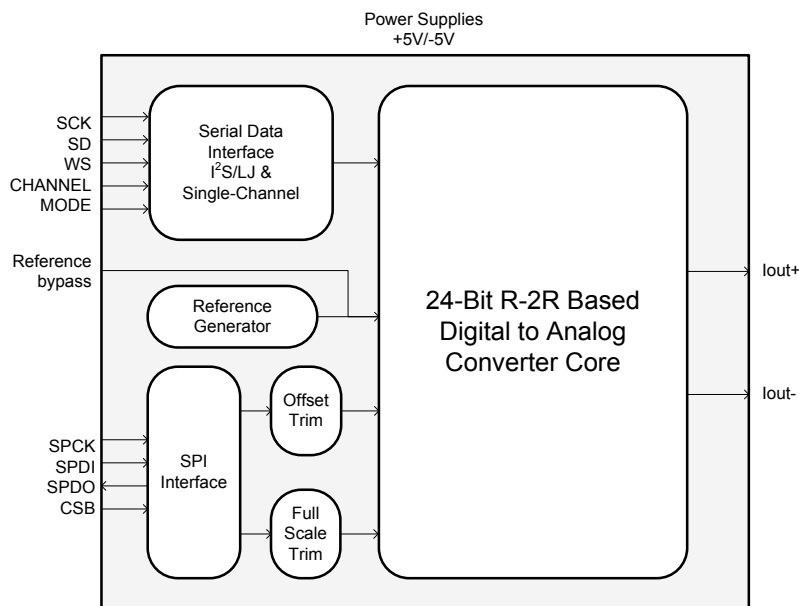 Power Supplies
+5V/-5V
SCK
SD
WS
CHANNEL
MODE
Serial Data
Interface
I²S/LJ &
Single-Channel
Reference
bypass
Reference
Generator
24-Bit R-2R Based
Digital to Analog
Converter Core
Iout+
Iout-
SPCK
SPDI
SPDO
CSB
SPI
Interface
Offset
Trim
Full
Scale
Trim